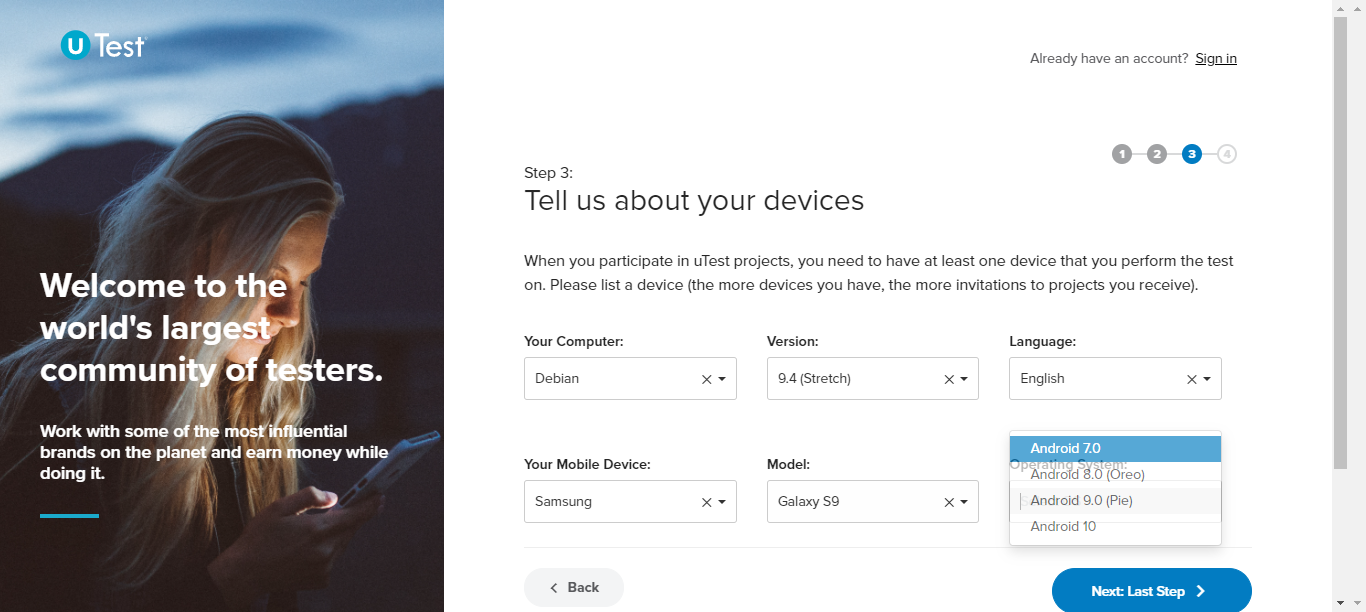 U Test
Already have an account? Sign in
1 2 3 4
Step 3:
Tell us about your devices
When you participate in uTest projects, you need to have at least one device that you perform the test
on. Please list a device (the more devices you have, the more invitations to projects you receive).
Welcome to the
world's largest
community of testers.
Work with some of the most influential
brands on the planet and earn money while
doing it.
Your Computer: Version: Language:
Debian 9.4 (Stretch) English
Your Mobile Device: Model: Operating System:
Samsung Galaxy S9
Android 7.0
Android 8.0 (Oreo)
Android 9.0 (Pie)
Android 10
Back
Next: Last Step